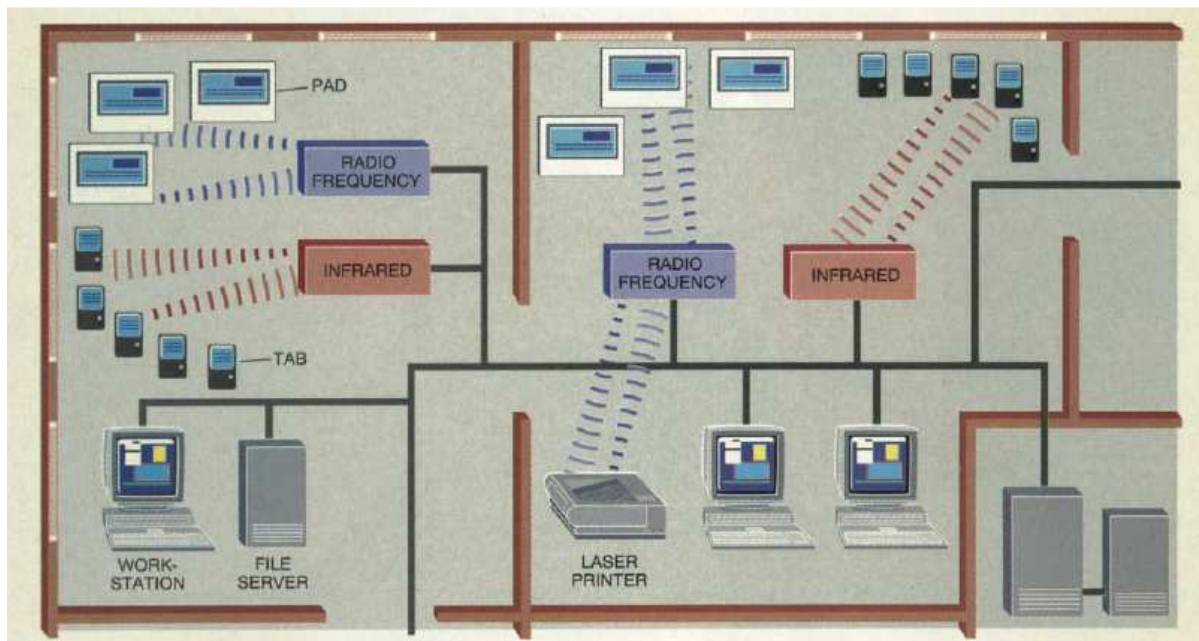 PAD
RADIO
FREQUENCY
INFRARED
TAB
RADIO
FREQUENCY
INFRARED
WORK-
STATION
FILE
SERVER
LASER
PRINTER